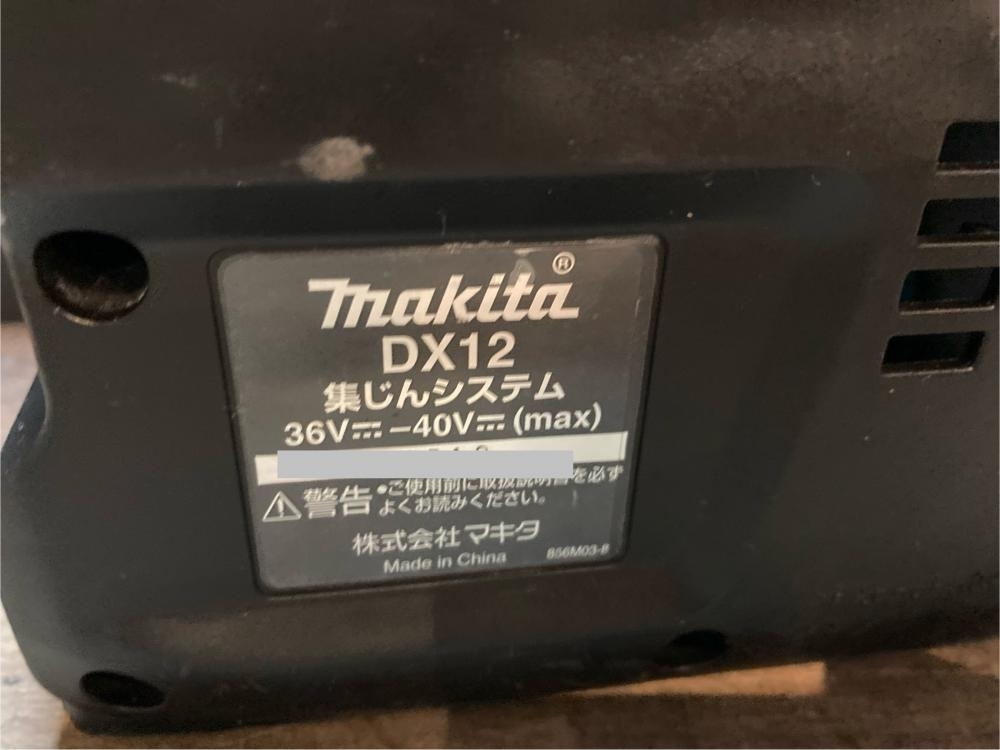 makita®
DX12
集じんシステム
36V⎓–40V⎓(max)
⚠警告 •ご使用前に取扱説明書を必ず
よくお読みください。
株式会社マキタ
Made in China 856M03-8